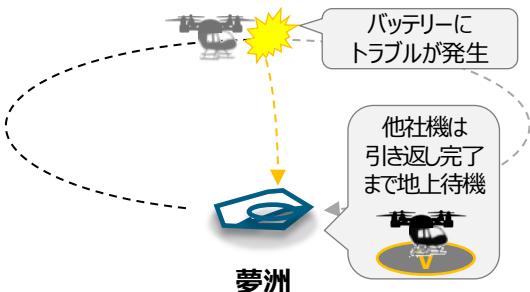 バッテリーに
トラブルが発生
他社機は
引き返し完了
まで地上待機
V
夢洲